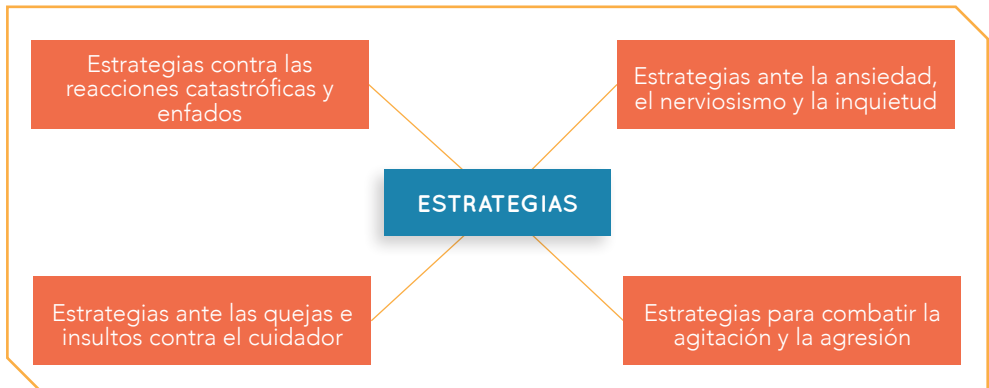 Estrategias contra las
reacciones catastróficas y
enfados
Estrategias ante la ansiedad,
el nerviosismo y la inquietud
ESTRATEGIAS
Estrategias ante las quejas e
insultos contra el cuidador
Estrategias para combatir la
agitación y la agresión